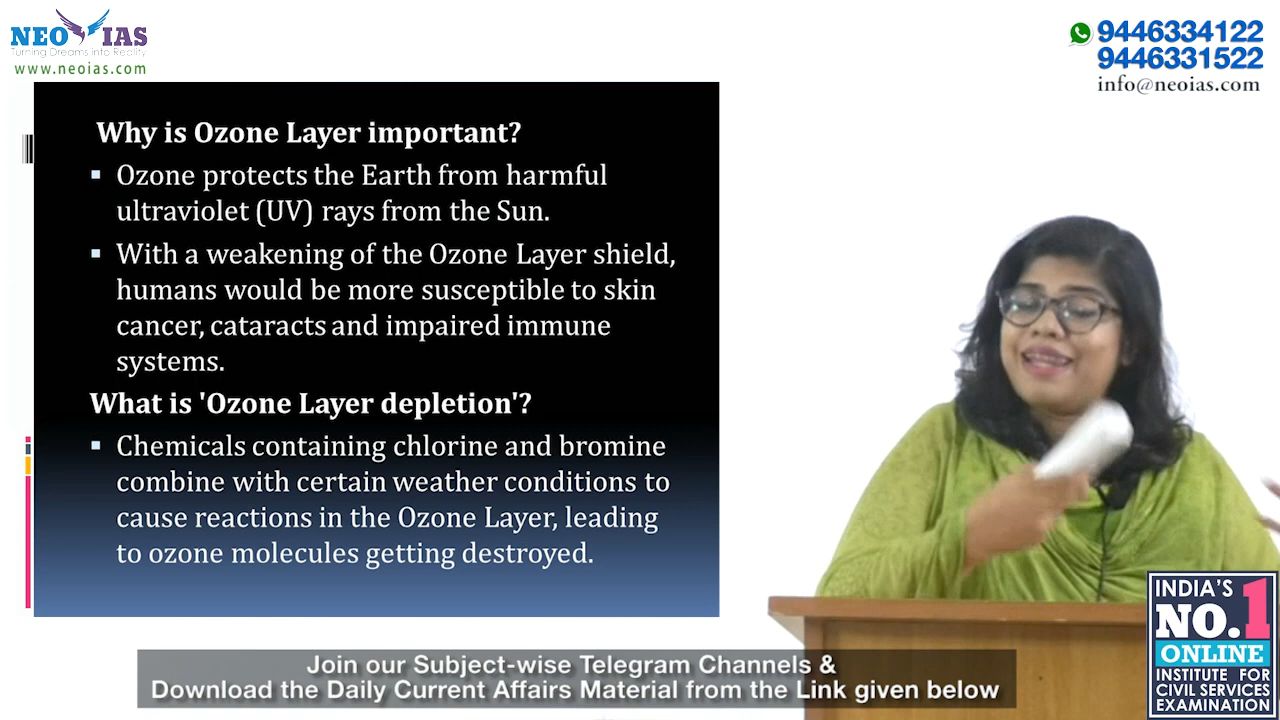 NEO IAS
Turning Dreams Into Reality
www.neoias.com
9446334122
9446331522
info@neoias.com
Why is Ozone Layer important?
▪ Ozone protects the Earth from harmful
ultraviolet (UV) rays from the Sun.
▪ With a weakening of the Ozone Layer shield,
humans would be more susceptible to skin
cancer, cataracts and impaired immune
systems.
What is 'Ozone Layer depletion'?
▪ Chemicals containing chlorine and bromine
combine with certain weather conditions to
cause reactions in the Ozone Layer, leading
to ozone molecules getting destroyed.
INDIA'S
NO.1
ONLINE
INSTITUTE FOR
CIVIL SERVICES
EXAMINATION
Join our Subject-wise Telegram Channels &
Download the Daily Current Affairs Material from the Link given below